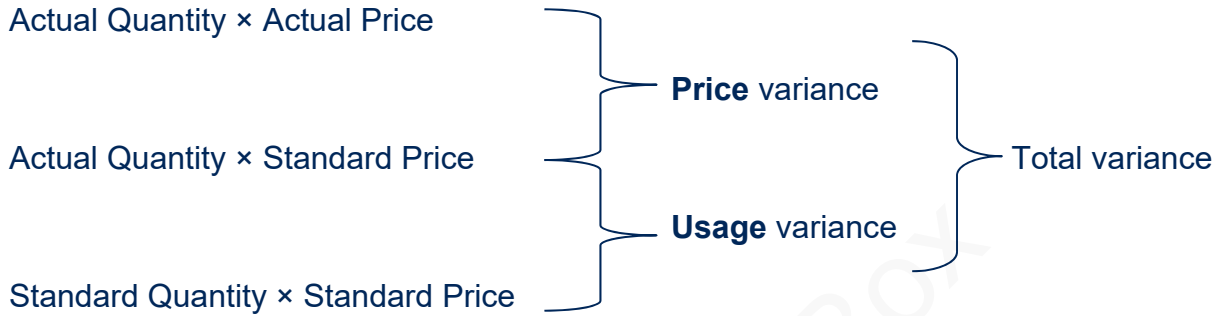 Actual Quantity × Actual Price
Price variance
Actual Quantity × Standard Price
Total variance
Usage variance
Standard Quantity × Standard Price